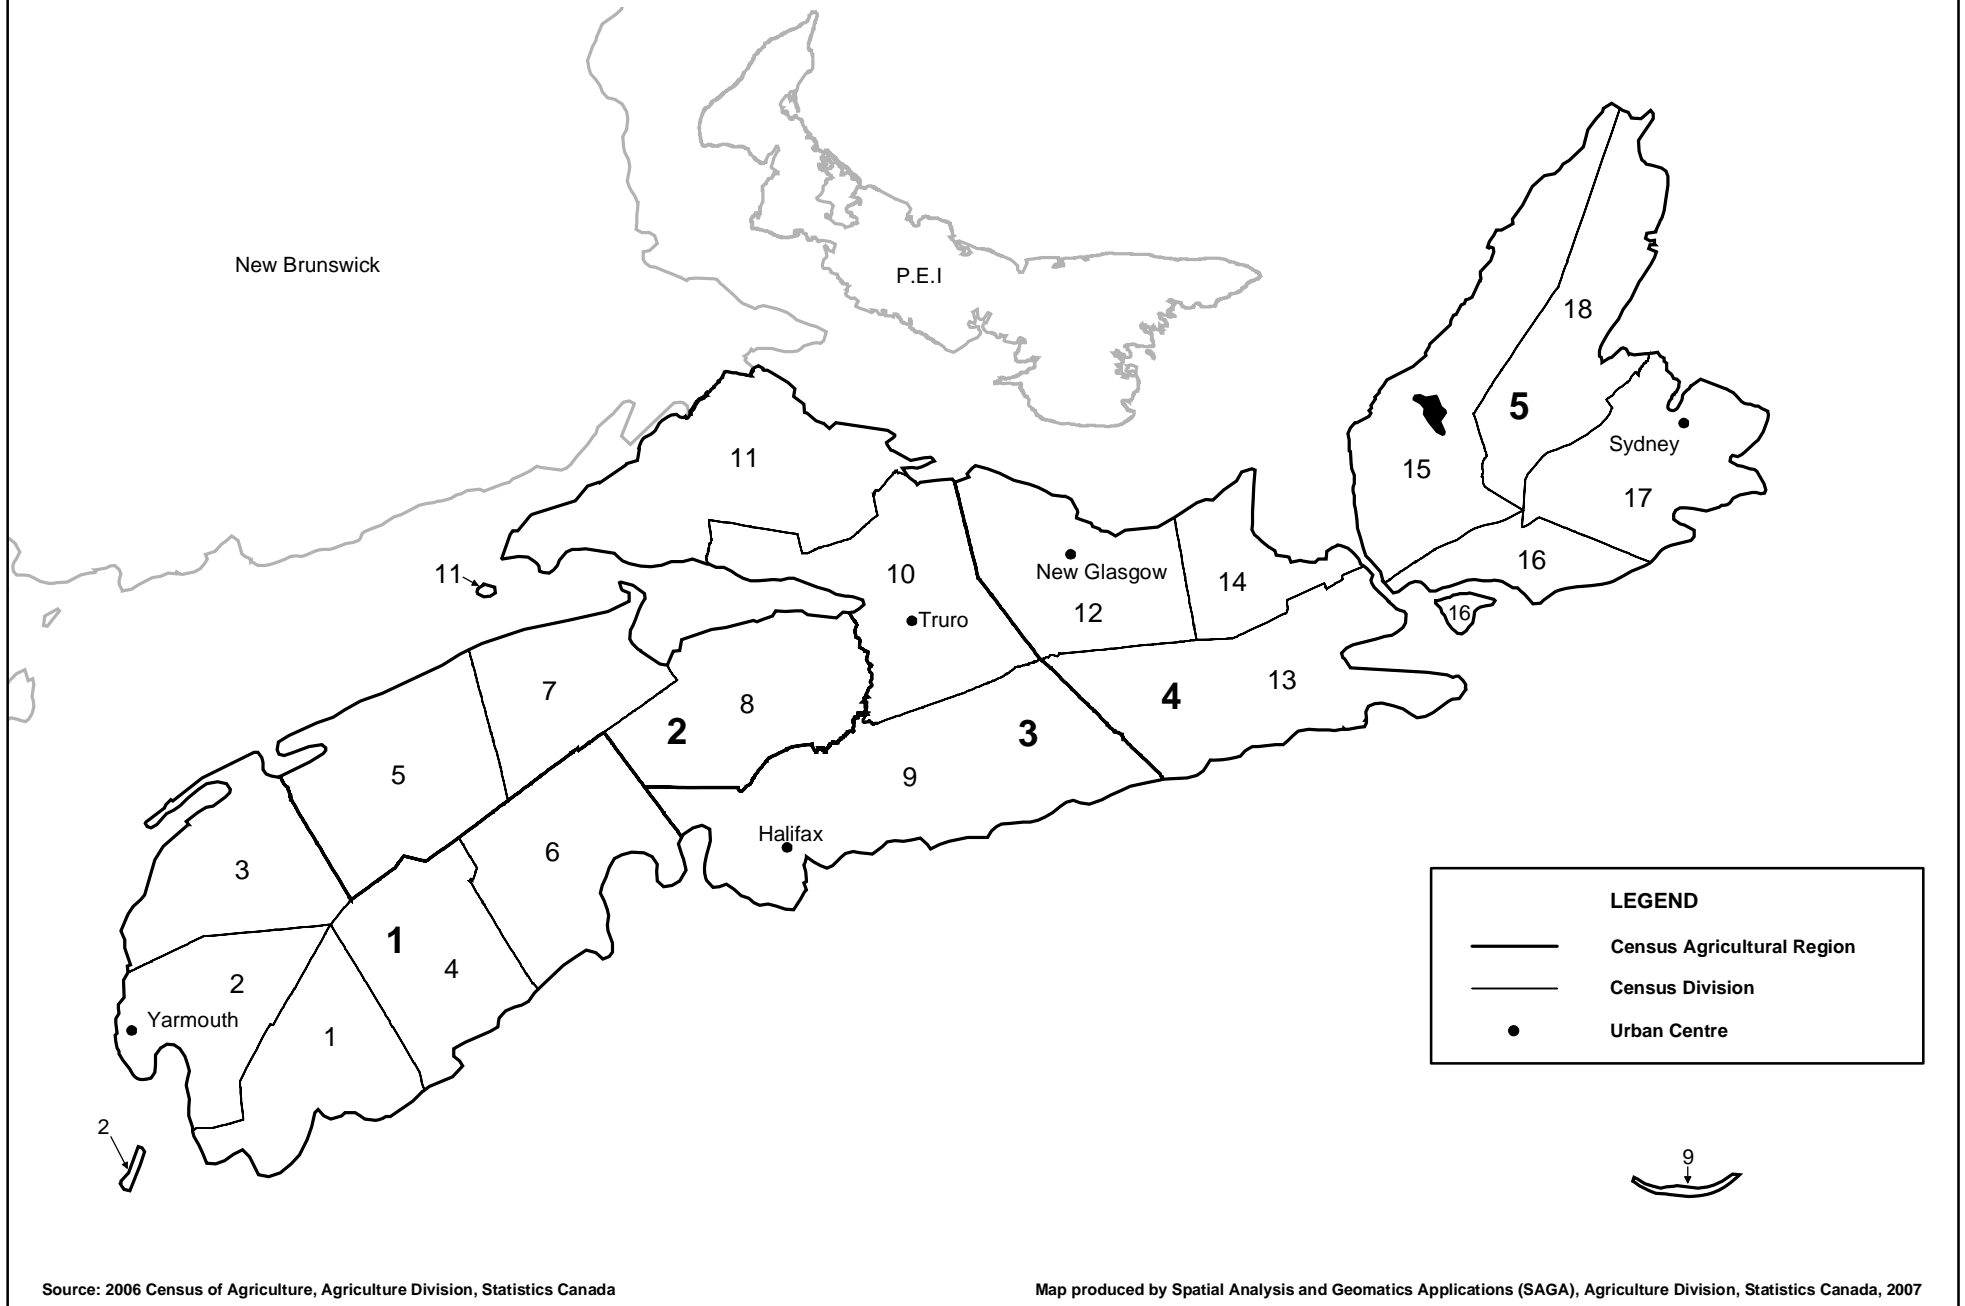 New Brunswick
P.E.I
18
5
Sydney
15
17
16
16
11
11
10
Truro
New Glasgow
12
14
13
4
7
8
2
3
5
9
Halifax
6
3
1
4
2
Yarmouth
1
2
LEGEND
Census Agricultural Region
Census Division
Urban Centre
9
Source: 2006 Census of Agriculture, Agriculture Division, Statistics Canada
Map produced by Spatial Analysis and Geomatics Applications (SAGA), Agriculture Division, Statistics Canada, 2007